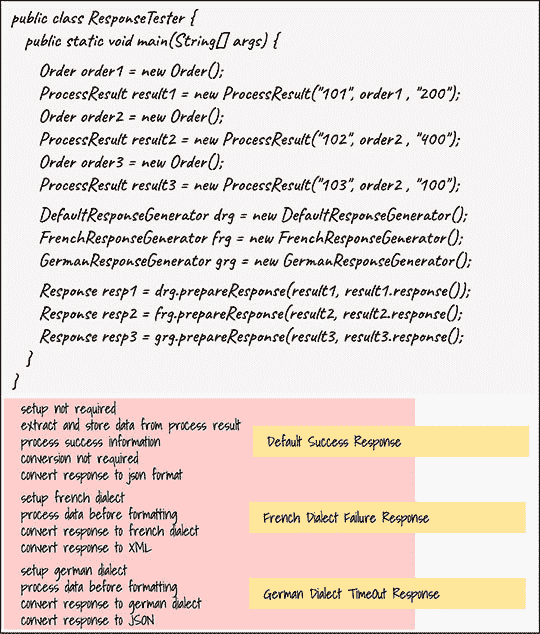 public class ResponseTester {
public static void main(String[] args) {
Order order1 = new Order();
ProcessResult result1 = new ProcessResult("101", order1 , "200");
Order order2 = new Order();
ProcessResult result2 = new ProcessResult("102", order2 , "400");
Order order3 = new Order();
ProcessResult result3 = new ProcessResult("103", order2 , "100");
DefaultResponseGenerator drg = new DefaultResponseGenerator();
FrenchResponseGenerator frg = new FrenchResponseGenerator();
GermanResponseGenerator grg = new GermanResponseGenerator();
Response resp1 = drg.prepareResponse(result1, result1.response());
Response resp2 = frg.prepareResponse(result2, result2.response();
Response resp3 = grg.prepareResponse(result3, result3.response();
}
}
setup not required
extract and store data from process result
process success information
conversion not required
convert response to json format
Default Success Response
setup french dialect
process data before formatting
convert response to french dialect
convert response to XML
French Dialect Failure Response
setup german dialect
process data before formatting
convert response to german dialect
convert response to JSON
German Dialect TimeOut Response